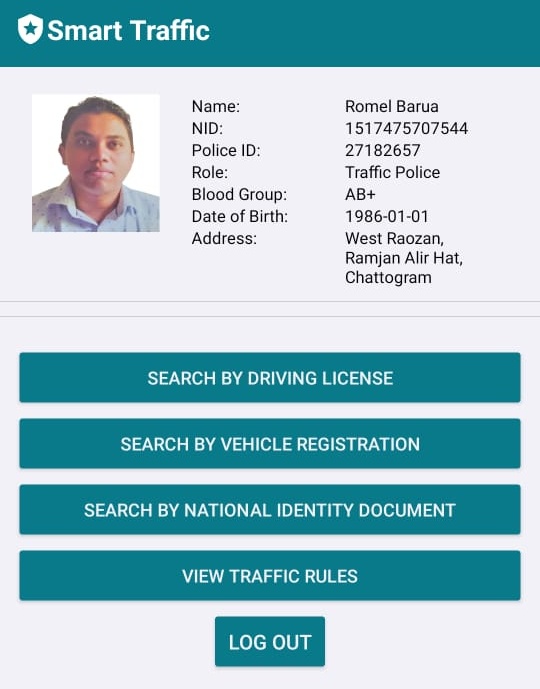 Smart Traffic
Name: Romel Barua
NID: 1517475707544
Police ID: 27182657
Role: Traffic Police
Blood Group: AB+
Date of Birth: 1986-01-01
Address: West Raozan,
Ramjan Alir Hat,
Chattogram
SEARCH BY DRIVING LICENSE
SEARCH BY VEHICLE REGISTRATION
SEARCH BY NATIONAL IDENTITY DOCUMENT
VIEW TRAFFIC RULES
LOG OUT